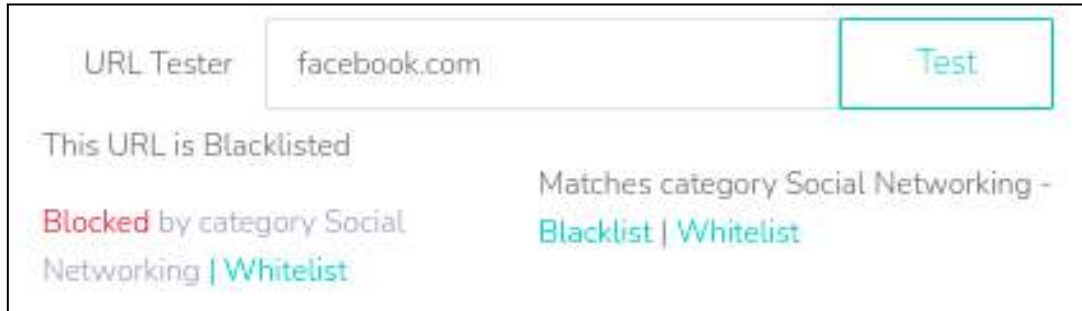 URL Tester facebook.com Test
This URL is Blacklisted
Blocked by category Social
Networking | Whitelist
Matches category Social Networking -
Blacklist | Whitelist